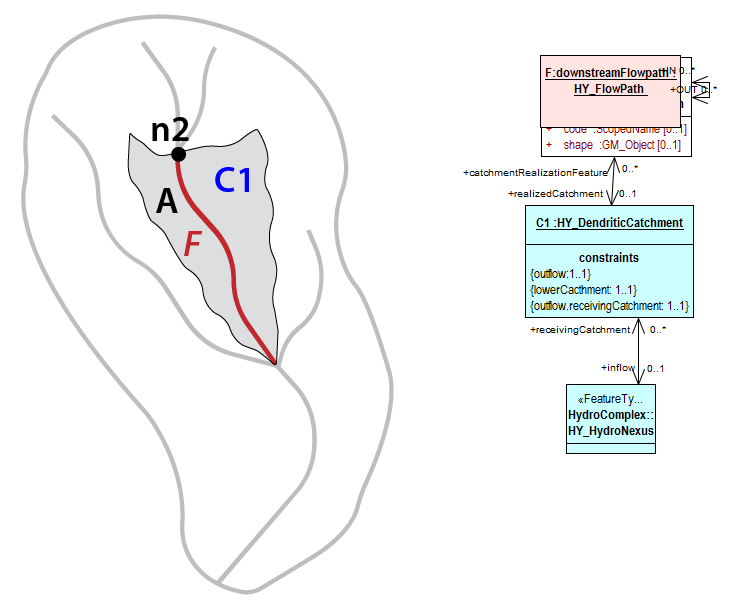 n2
C1
A
F
F:downstreamFlowpath :
HY_FlowPath
+IN 0..*
+OUT 0..*
+ code :ScopedName [0..1]
+ shape :GM_Object [0..1]
+catchmentRealizationFeature
0..*
+realizedCatchment
0..1
C1 :HY_DendriticCatchment
constraints
{outflow:1..1}
{lowerCacthment: 1..1}
{outflow.receivingCatchment: 1..1}
+receivingCatchment
0..*
+inflow
0..1
«FeatureTy...
HydroComplex::
HY_HydroNexus